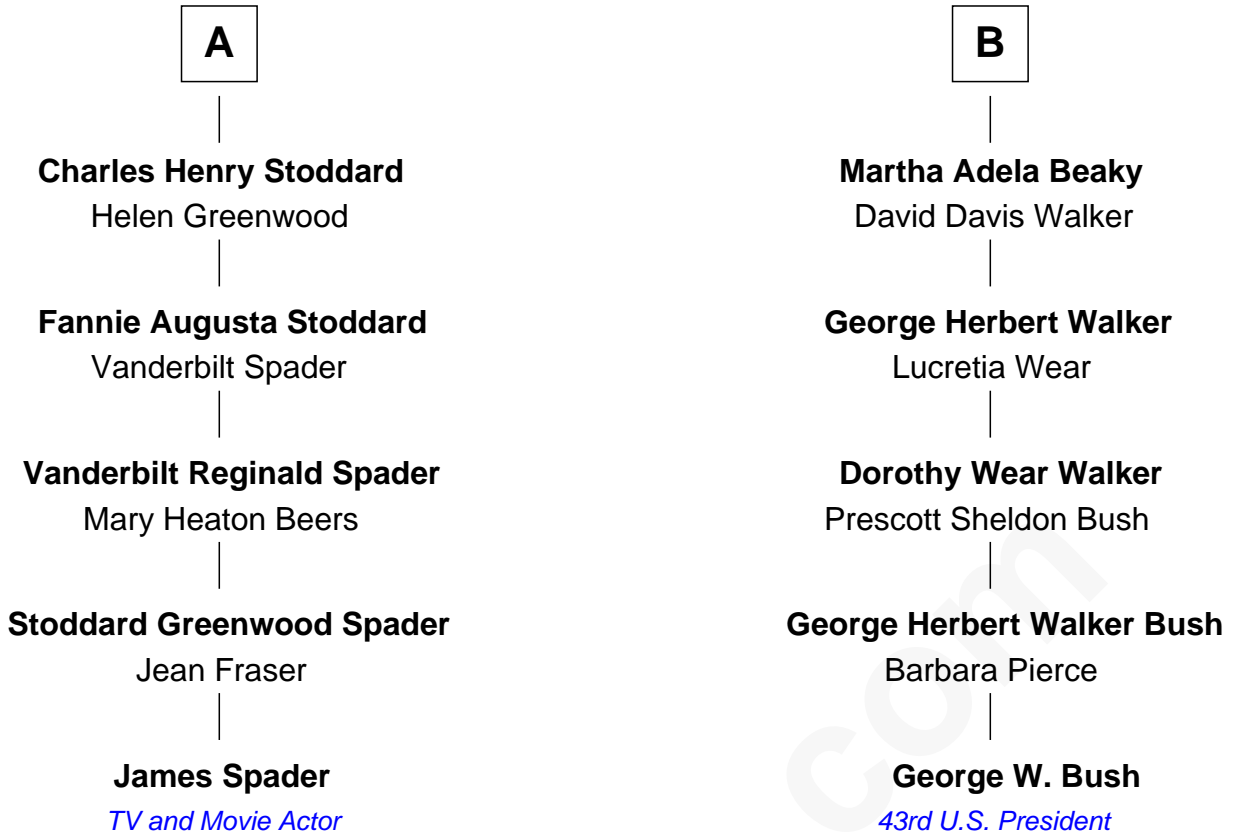 A
Charles Henry Stoddard
Helen Greenwood
Fannie Augusta Stoddard
Vanderbilt Spader
Vanderbilt Reginald Spader
Mary Heaton Beers
Stoddard Greenwood Spader
Jean Fraser
James Spader
TV and Movie Actor
B
Martha Adela Beaky
David Davis Walker
George Herbert Walker
Lucretia Wear
Dorothy Wear Walker
Prescott Sheldon Bush
George Herbert Walker Bush
Barbara Pierce
George W. Bush
43rd U.S. President
com